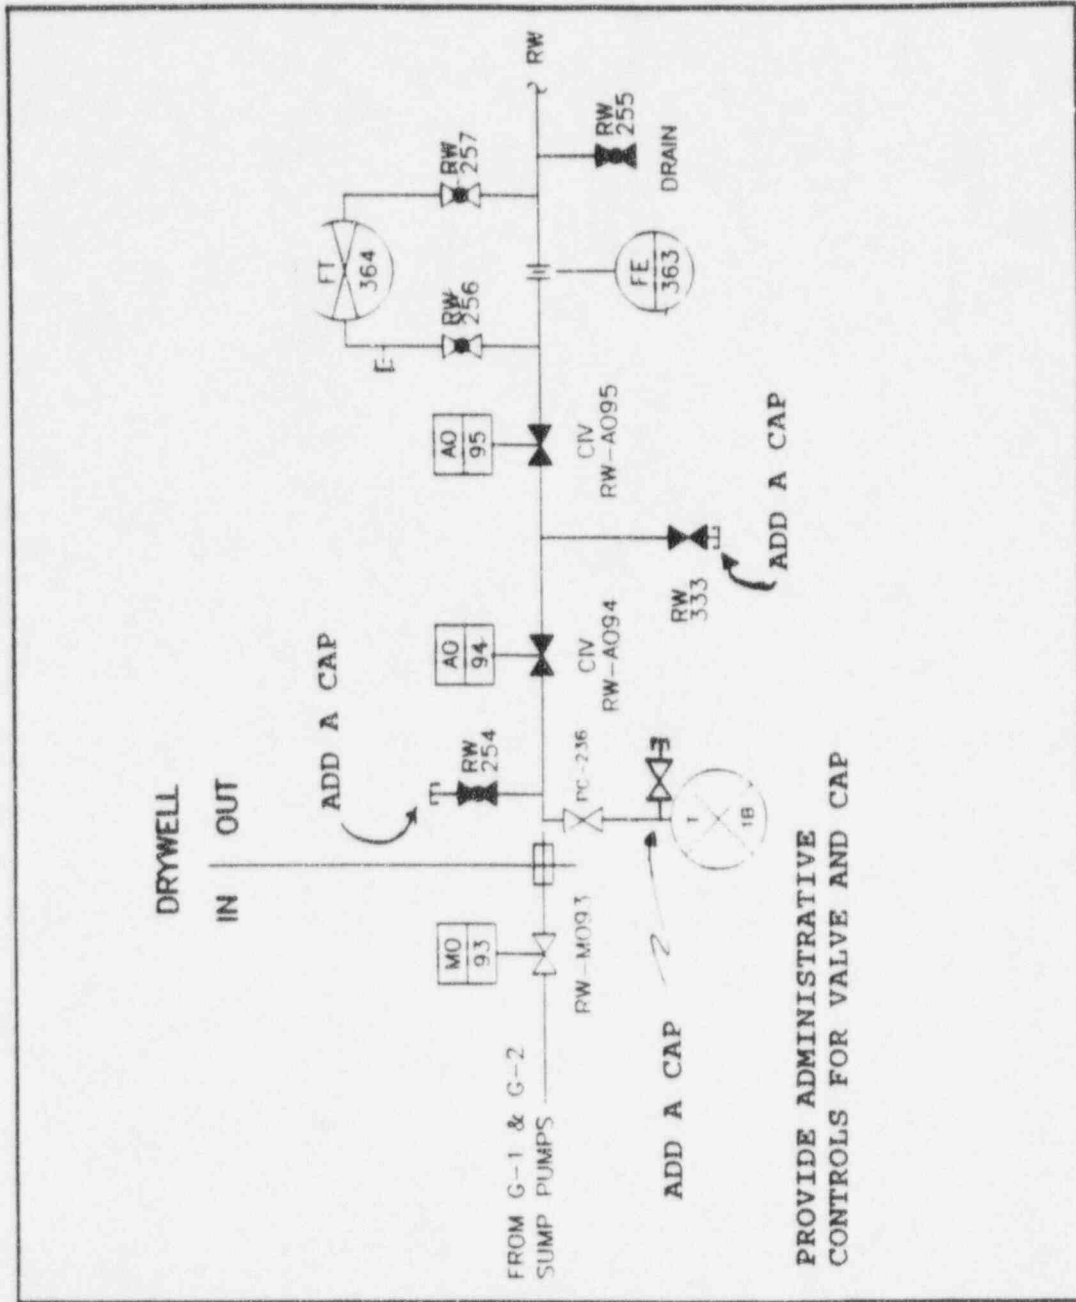 DRYWELL
IN
OUT
FROM G-1 & G-2
SUMP PUMPS
MO
93
RW-MO93
ADD A CAP
RW
254
PC-236
1B
ADD A CAP
AO
94
CIV
RW-AO94
RW
333
ADD A CAP
AO
95
CIV
RW-AO95
RW
256
FT
364
RW
257
FE
363
RW
255
DRAIN
RW
PROVIDE ADMINISTRATIVE
CONTROLS FOR VALVE AND CAP